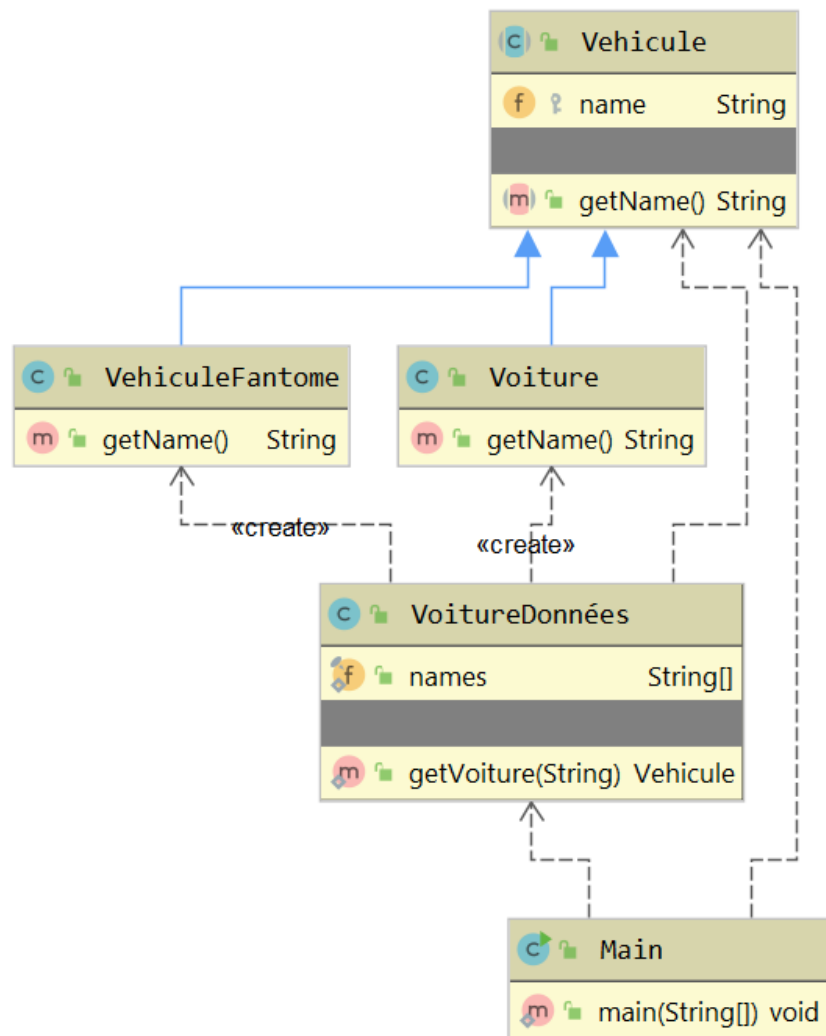 Vehicule
name String
getName() String
VehiculeFantome
getName() String
Voiture
getName() String
«create»
«create»
VoitureDonnées
names String[]
getVoiture(String) Vehicule
Main
main(String[]) void